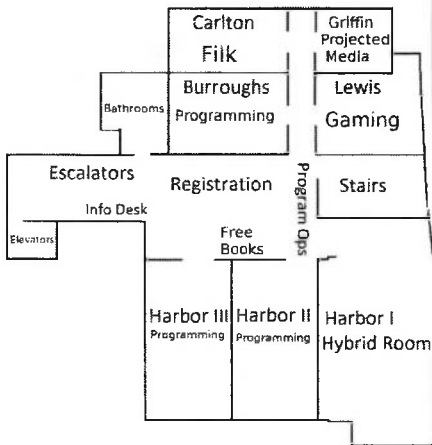 Carlton
Filk
Griffin
Projected
Media
Bathrooms
Burroughs
Programming
Lewis
Gaming
Escalators
Registration
Program Ops
Stairs
Info Desk
Elevators
Free
Books
Harbor III
Programming
Harbor II
Programming
Harbor I
Hybrid Room